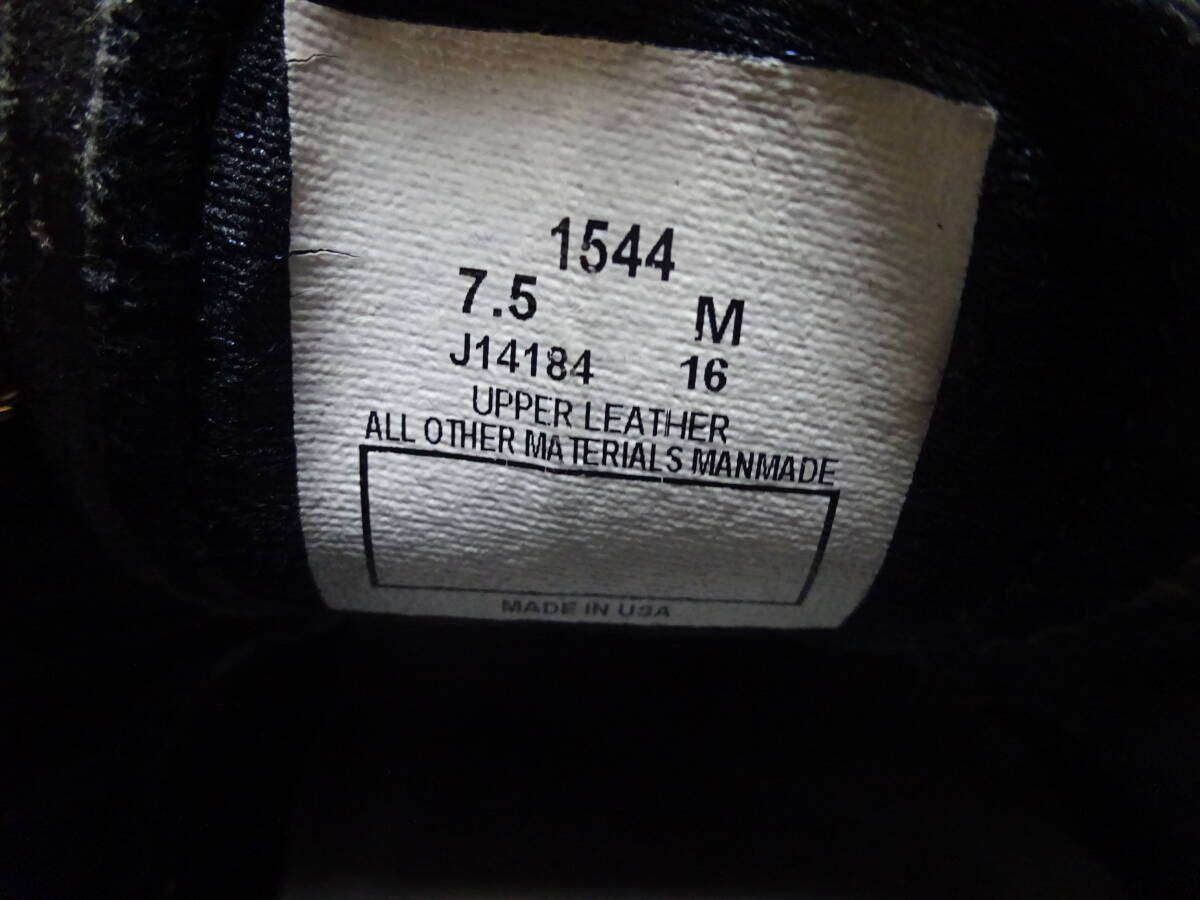 1544
7.5 M
J14184 16
UPPER LEATHER
ALL OTHER MATERIALS MANMADE
MADE IN USA